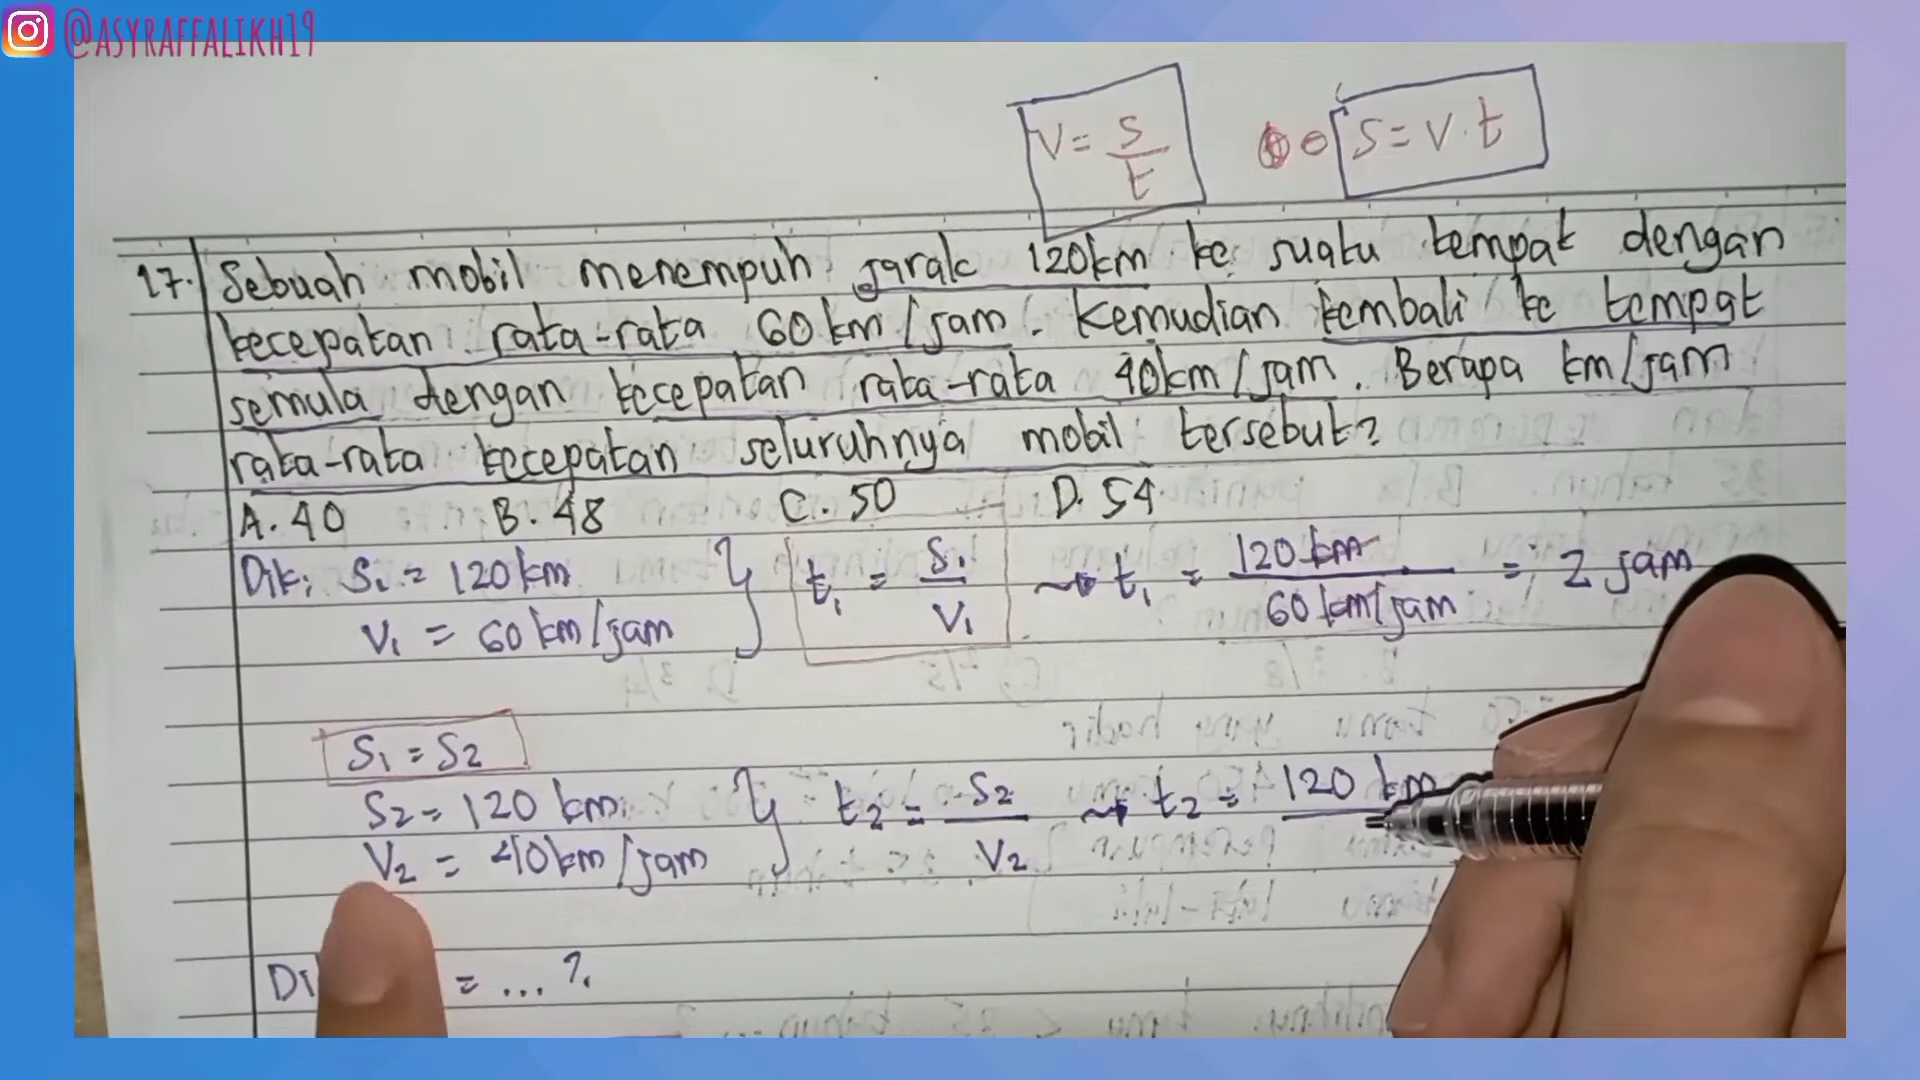 @ASYRAFFALIKH19
V = s/t
S = V . t
17. Sebuah mobil menempuh jarak 120km ke suatu tempat dengan
kecepatan rata-rata 60 km/jam. Kemudian kembali ke tempat
semula dengan kecepatan rata-rata 40km/jam. Berapa km/jam
rata-rata kecepatan seluruhnya mobil tersebut?
A. 40 B. 48 C. 50 D. 54
Dik: S1 = 120 km } t1 = S1/V1 → t1 = 120 km/60 km/jam = 2 jam
V1 = 60 km/jam
S1 = S2
S2 = 120 km } t2 = S2/V2 → t2 = 120 km
V2 = 40km/jam
= ... ?